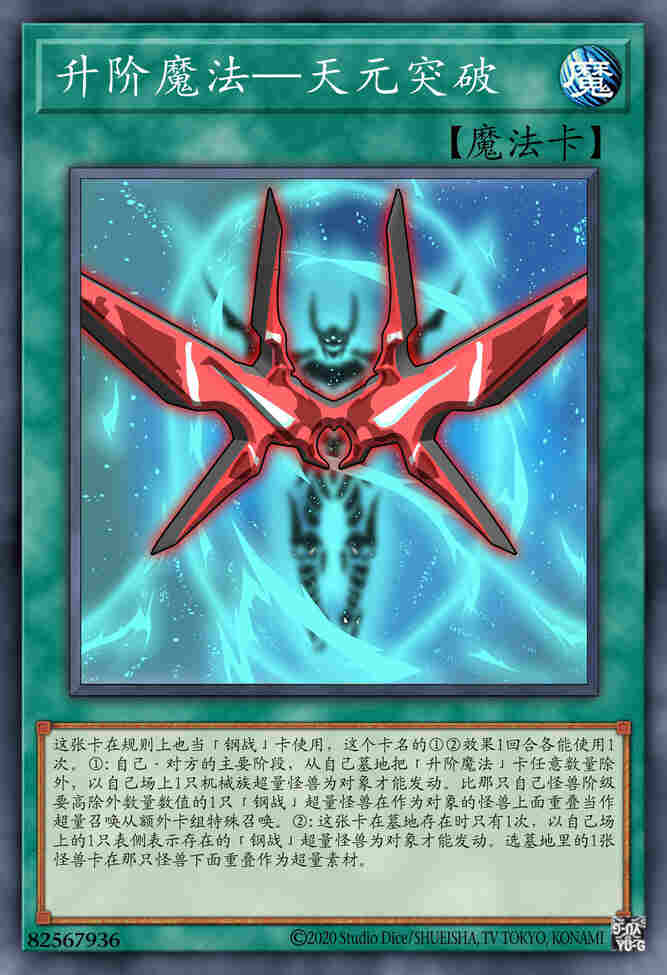 升阶魔法—天元突破
魔
【魔法卡】
这张卡在规则上也当「钢战」卡使用，这个卡名的①②效果1回合各能使用1
次。①:自己·对方的主要阶段，从自己墓地把「升阶魔法」卡任意数量除
外，以自己场上1只机械族超量怪兽为对象才能发动。比那只自己怪兽阶级
要高除外数量数值的1只「钢战」超量怪兽在作为对象的怪兽上面重叠当作
超量召唤从额外卡组特殊召唤。②:这张卡在墓地存在时只有1次，以自己场
上的1只表侧表示存在的「钢战」超量怪兽为对象才能发动。选墓地里的1张
怪兽卡在那只怪兽下面重叠作为超量素材。
82567936
©2020 Studio Dice/SHUEISHA, TV TOKYO, KONAMI
YU-G